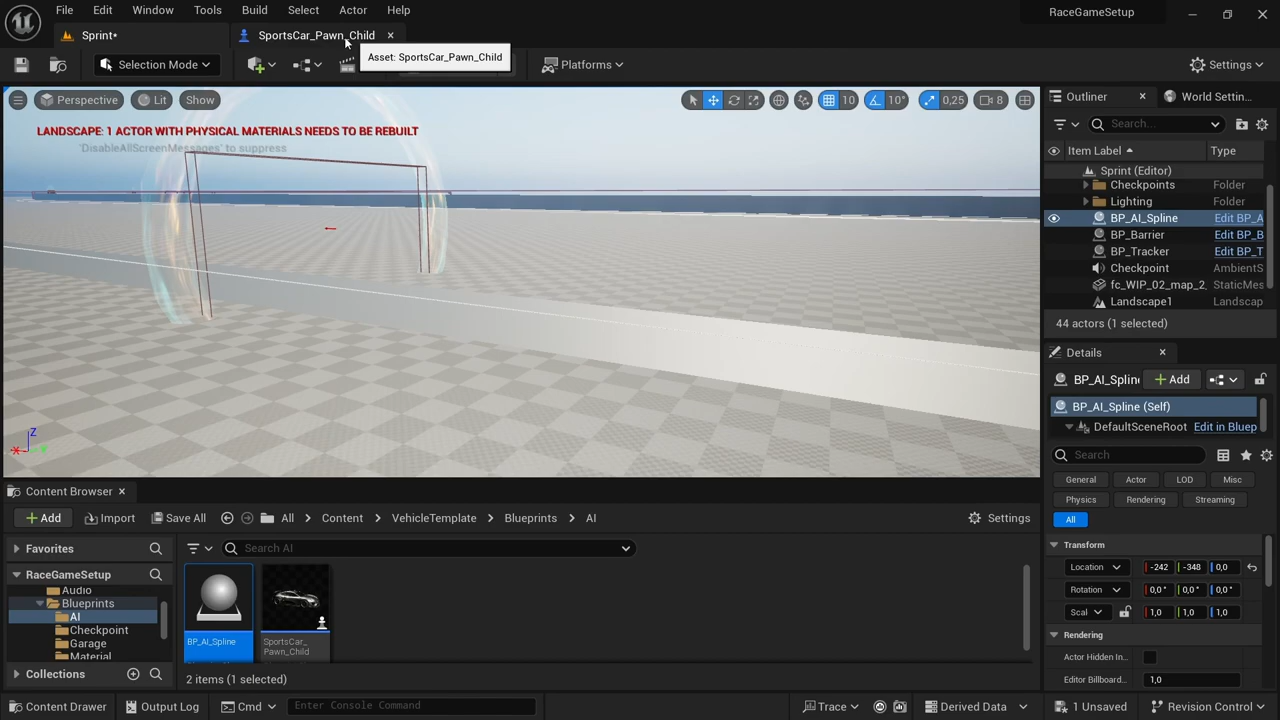 File Edit Window Tools Build Select Actor Help
RaceGameSetup
Sprint*
SportsCar_Pawn_Child
Asset: SportsCar_Pawn_Child
Selection Mode
Platforms
Settings
Perspective
Lit
Show
10
10°
0,25
8
LANDSCAPE: 1 ACTOR WITH PHYSICAL MATERIALS NEEDS TO BE REBUILT
'DisableAllScreenMessages' to suppress
Z
Outliner
World Settin...
Search...
Item Label
Type
Sprint (Editor)
Checkpoints Folder
Lighting Folder
BP_AI_Spline Edit BP_A
BP_Barrier Edit BP_B
BP_Tracker Edit BP_T
Checkpoint AmbientS
fc_WIP_02_map_2_ StaticMes
Landscape1 Landscap
44 actors (1 selected)
Details
BP_AI_Spline
Add
BP_AI_Spline (Self)
DefaultSceneRoot Edit in Bluep
Search
General Actor LOD Misc
Physics Rendering Streaming
All
Transform
Location -242 -348 0,0
Rotation 0,0° 0,0° 0,0°
Scal 1,0 1,0 1,0
Rendering
Actor Hidden In...
Editor Billboard... 1,0
Content Browser
Add Import Save All All Content VehicleTemplate Blueprints AI Settings
Favorites
RaceGameSetup
Audio
Blueprints
AI
Checkpoint
Garage
Material
Collections
Search AI
BP_AI_Spline
SportsCar_
Pawn_Child
2 items (1 selected)
Content Drawer Output Log Cmd Enter Console Command Trace Derived Data 1 Unsaved Revision Control